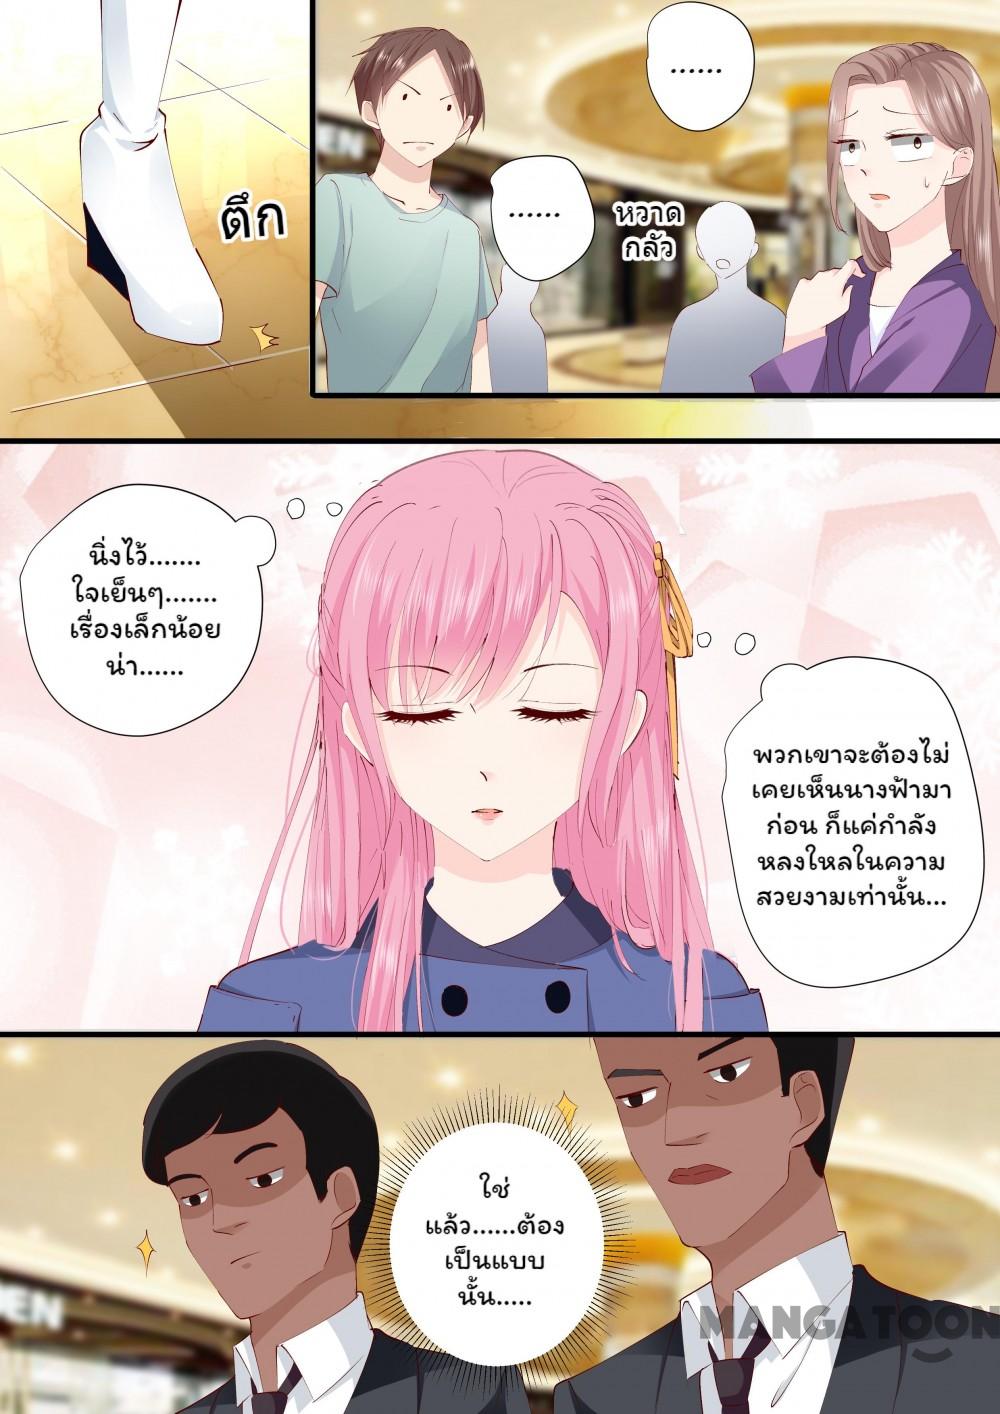 ......
......
ตึก
หวาด
กลัว
นิ่งไว้.......
ใจเย็นๆ.......
เรื่องเล็กน้อย
น่า......
พวกเขาจะต้องไม่
เคยเห็นนางฟ้ามา
ก่อน ก็แค่กำลัง
หลงใหลในความ
สวยงามเท่านั้น...
ใช่
แล้ว......ต้อง
เป็นแบบ
นั้น.....
MANGATOON